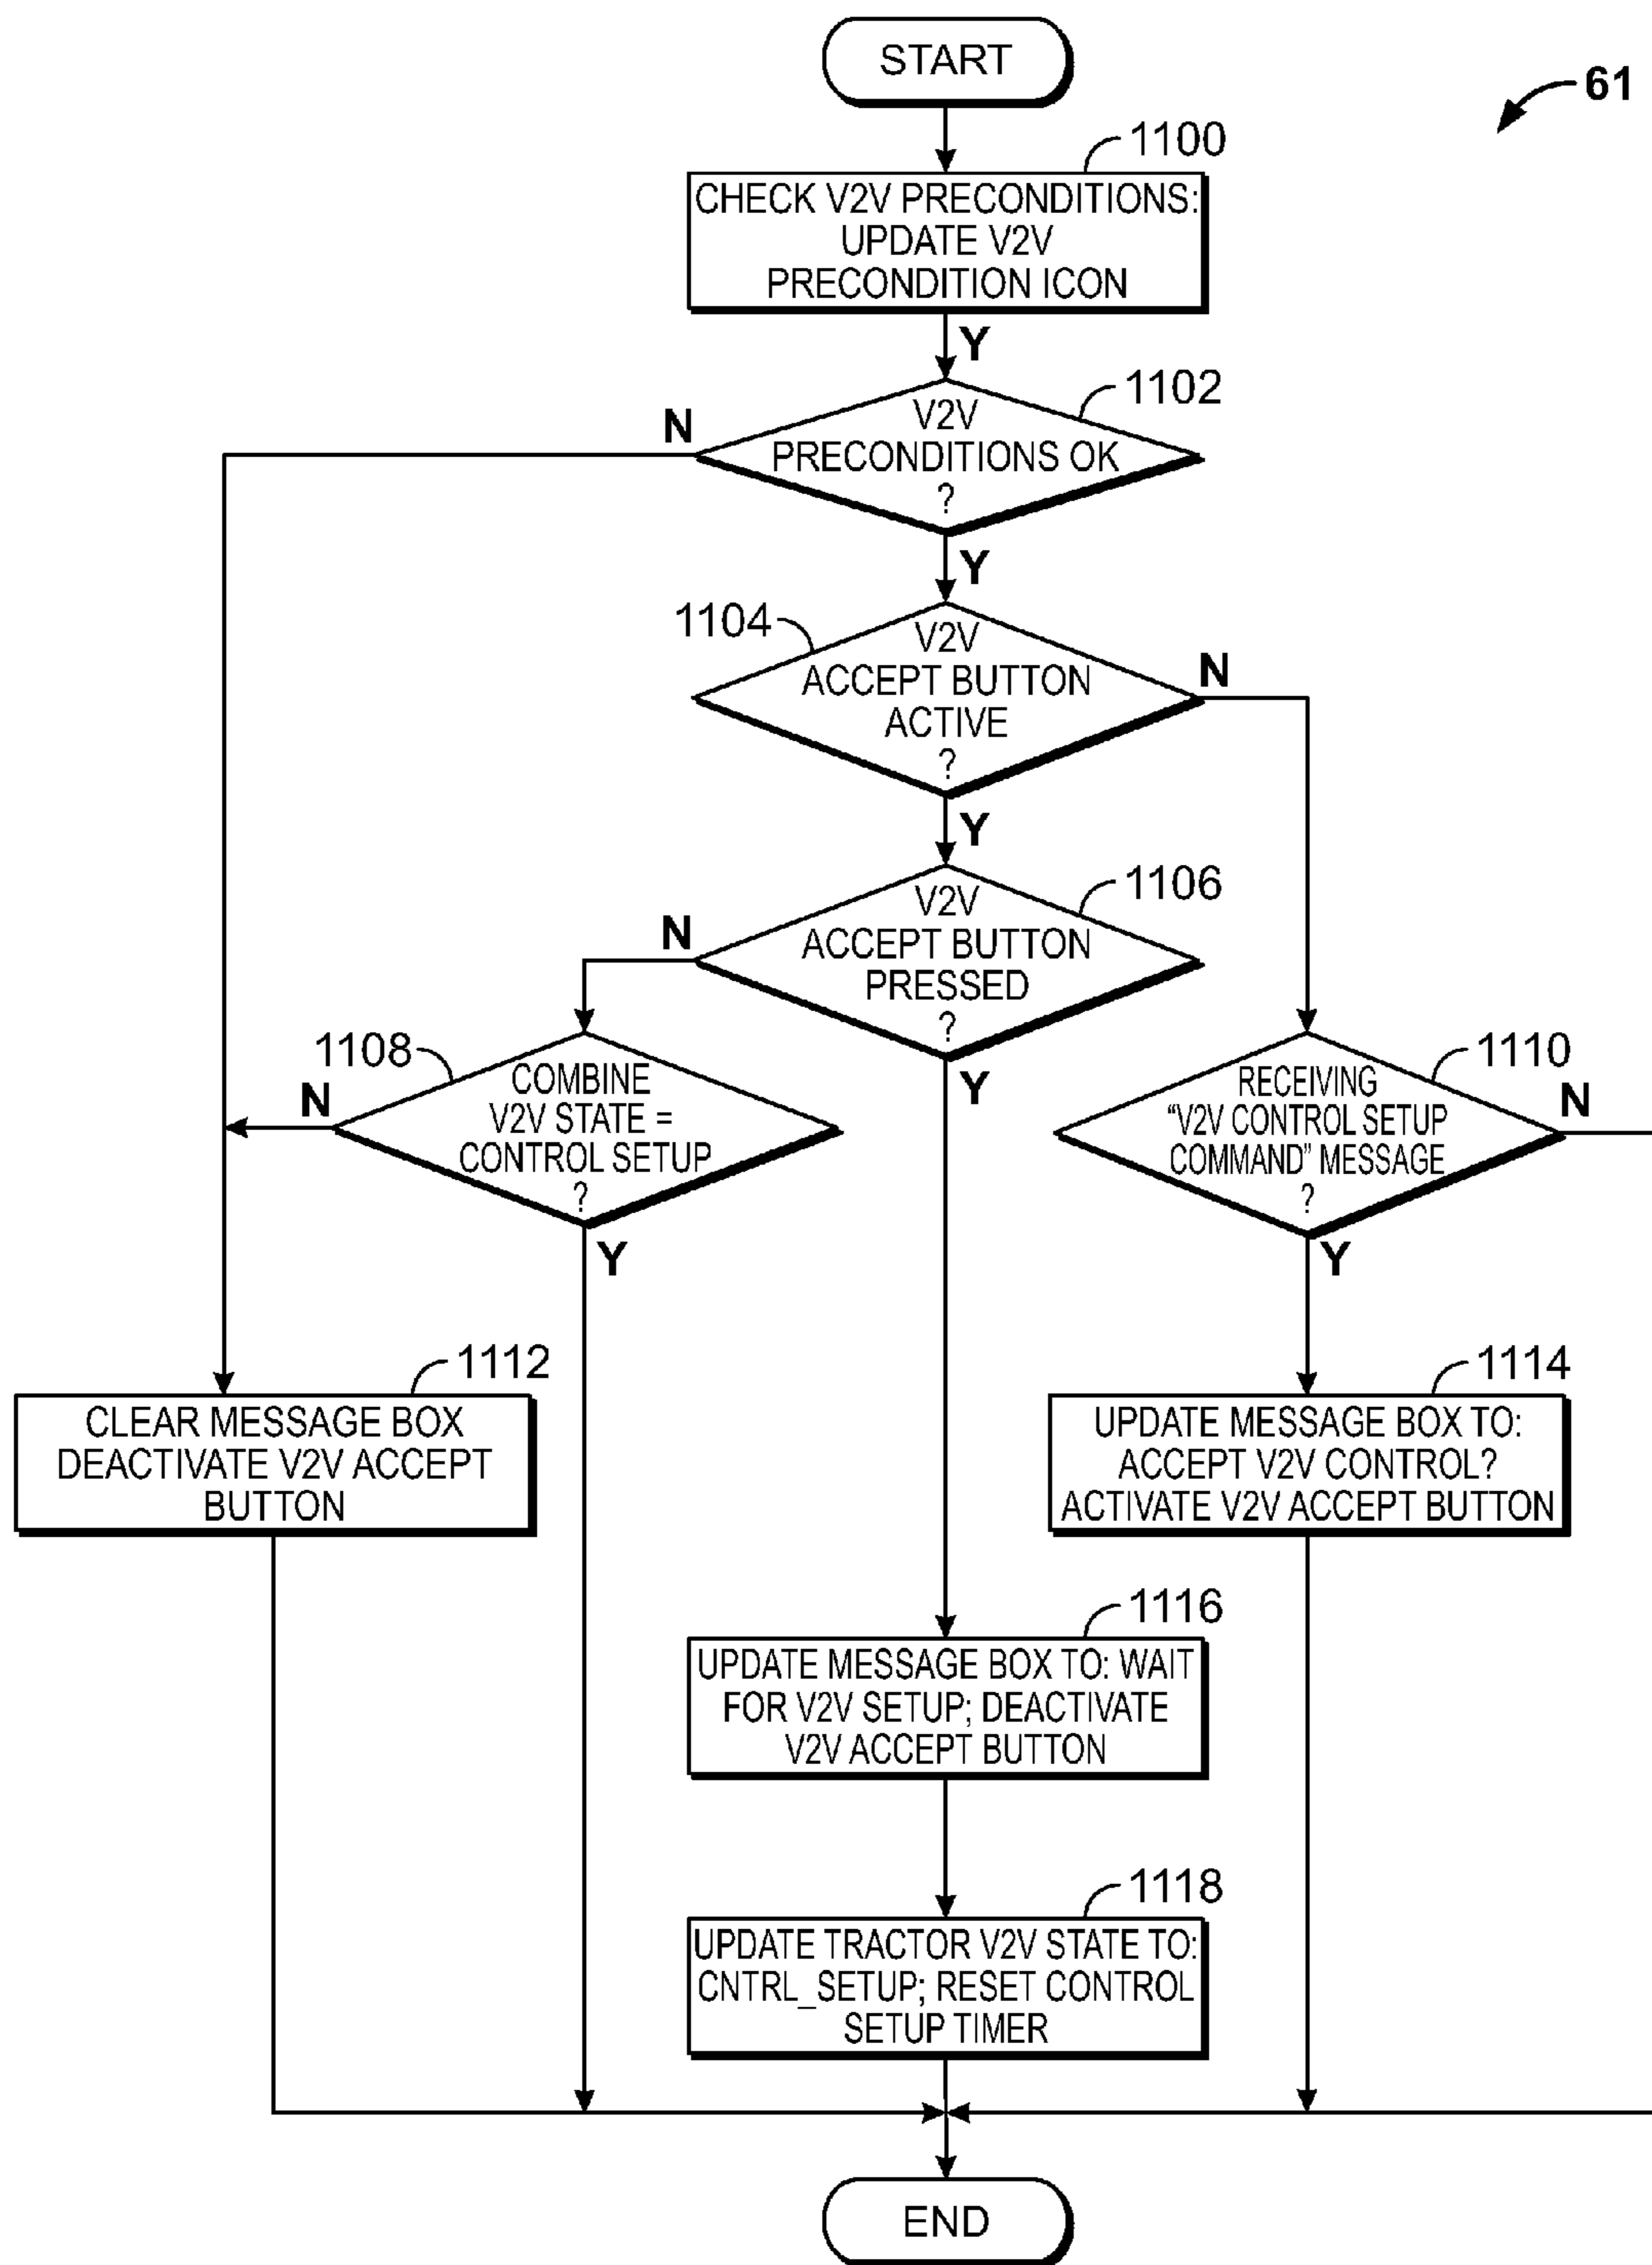 START
61
1100
CHECK V2V PRECONDITIONS:
UPDATE V2V
PRECONDITION ICON
Y
1102
N
V2V
PRECONDITIONS OK
?
Y
1104
V2V
ACCEPT BUTTON
ACTIVE
?
N
Y
1106
N
V2V
ACCEPT BUTTON
PRESSED
?
Y
1108
N
COMBINE
V2V STATE =
CONTROL SETUP
?
Y
1110
RECEIVING
“V2V CONTROL SETUP
COMMAND” MESSAGE
?
N
Y
1112
CLEAR MESSAGE BOX
DEACTIVATE V2V ACCEPT
BUTTON
1114
UPDATE MESSAGE BOX TO:
ACCEPT V2V CONTROL?
ACTIVATE V2V ACCEPT BUTTON
1116
UPDATE MESSAGE BOX TO: WAIT
FOR V2V SETUP; DEACTIVATE
V2V ACCEPT BUTTON
1118
UPDATE TRACTOR V2V STATE TO:
CNTRL_SETUP; RESET CONTROL
SETUP TIMER
END